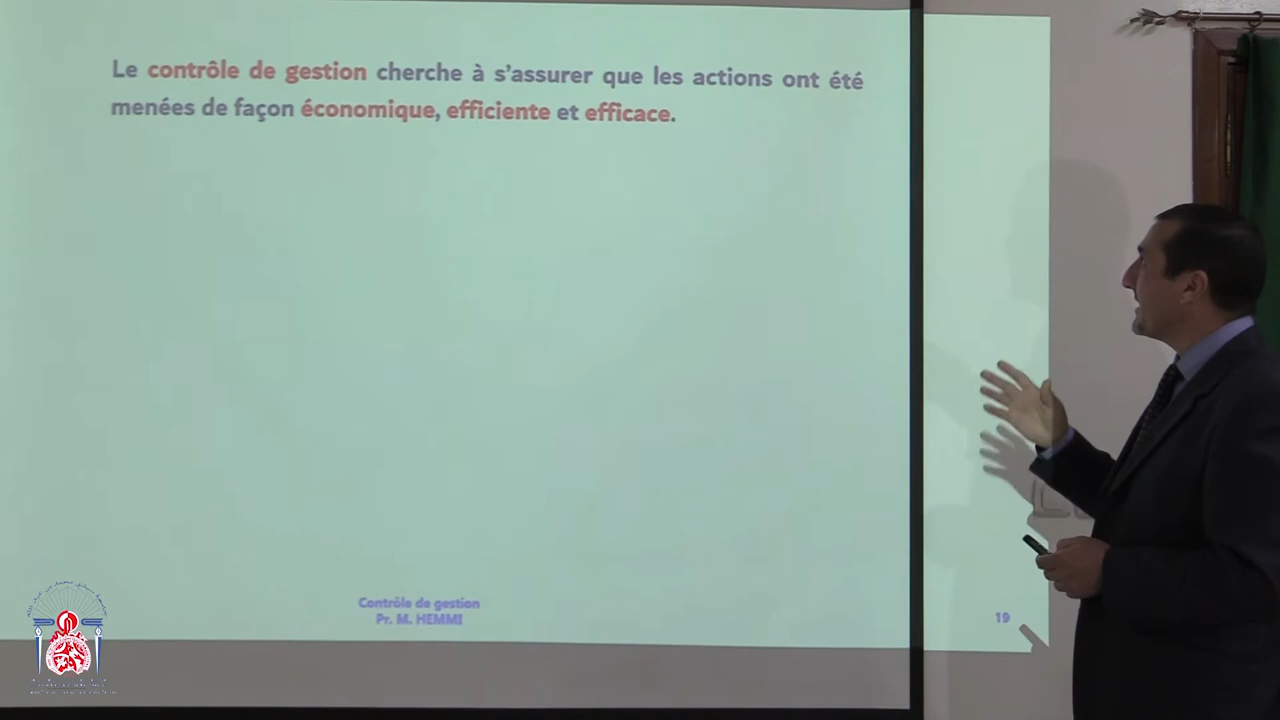 Le contrôle de gestion cherche à s'assurer que les actions ont été
menées de façon économique, efficiente et efficace.
Contrôle de gestion
Pr. M. HEMMI
19